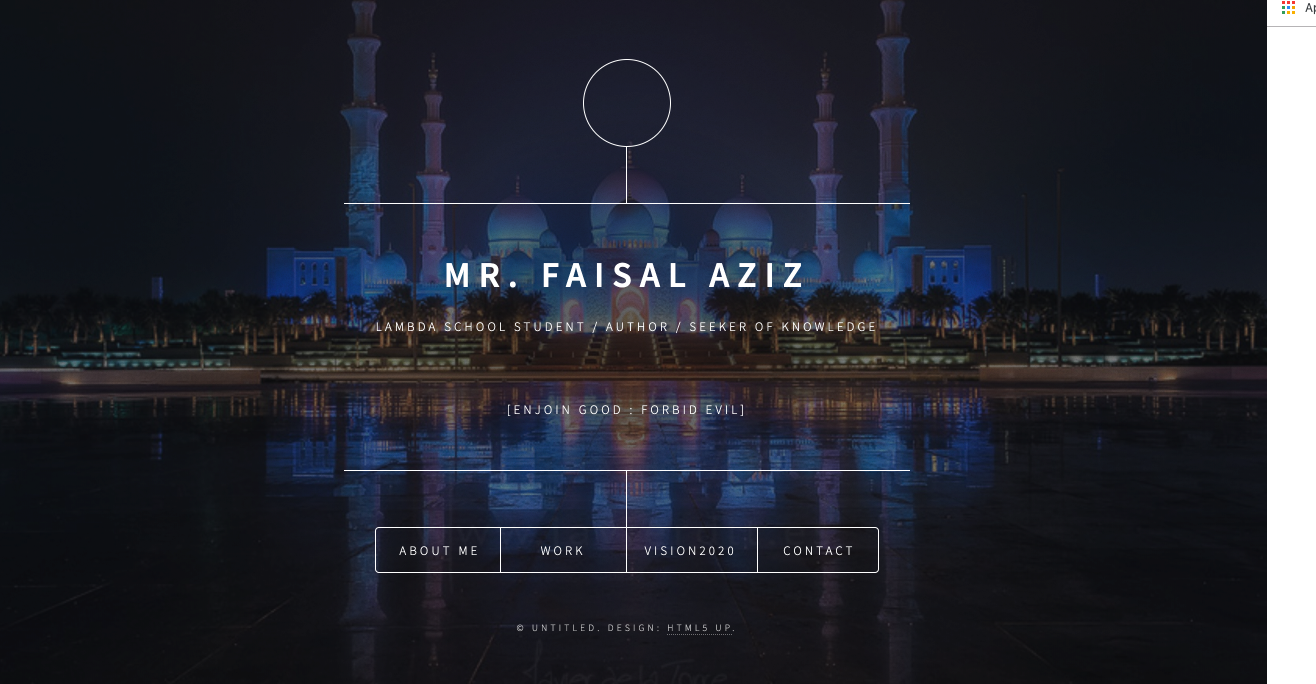 Ap
MR. FAISAL AZIZ
LAMBDA SCHOOL STUDENT / AUTHOR / SEEKER OF KNOWLEDGE
[ENJOIN GOOD : FORBID EVIL]
ABOUT ME
WORK
VISION2020
CONTACT
© UNTITLED. DESIGN: HTML5 UP.